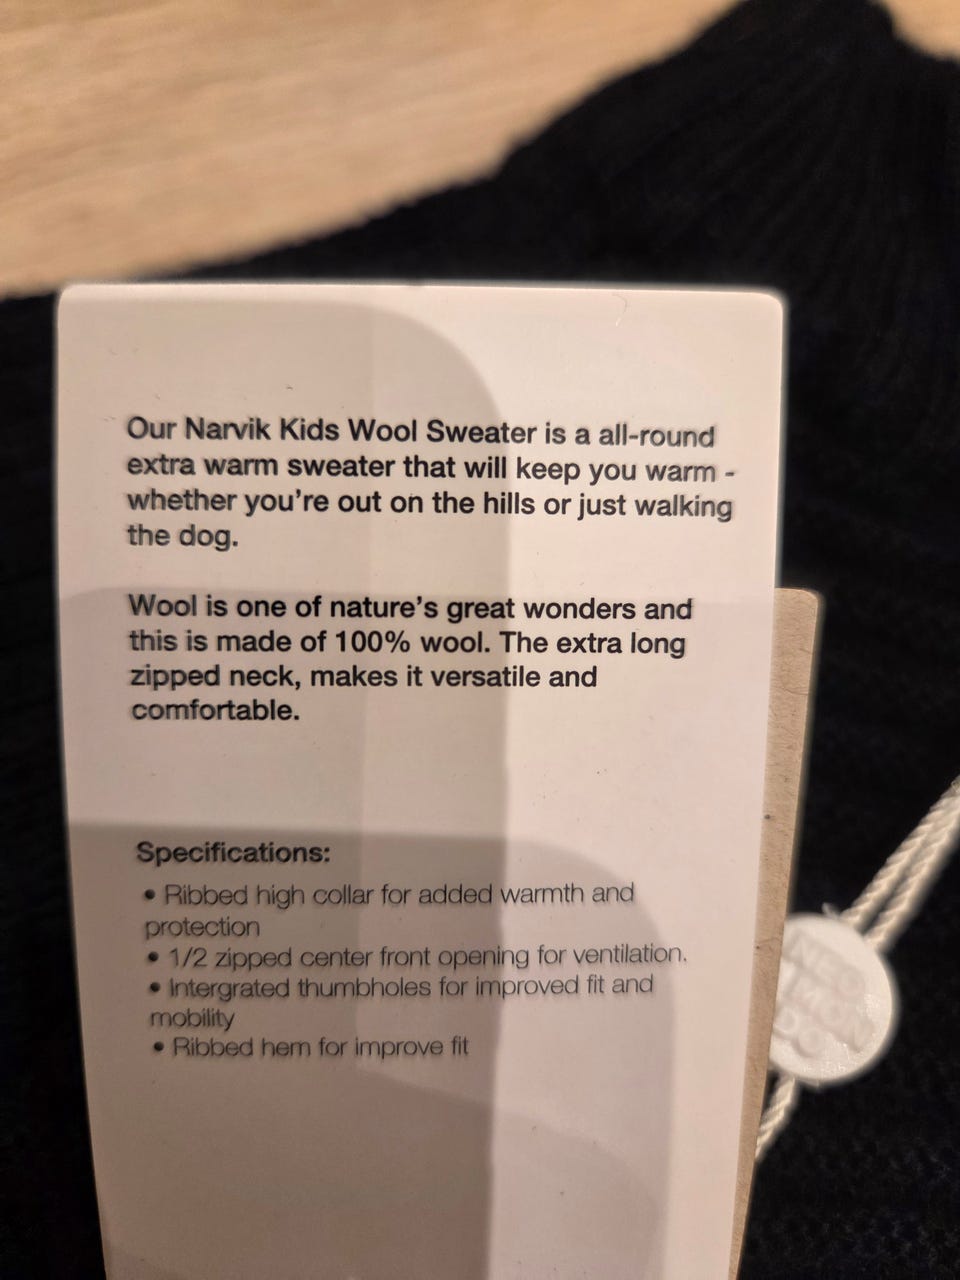 Our Narvik Kids Wool Sweater is a all-round
extra warm sweater that will keep you warm -
whether you're out on the hills or just walking
the dog.
Wool is one of nature's great wonders and
this is made of 100% wool. The extra long
zipped neck, makes it versatile and
comfortable.
Specifications:
• Ribbed high collar for added warmth and
protection
• 1/2 zipped center front opening for ventilation.
• Intergrated thumbholes for improved fit and
mobility
• Ribbed hem for improve fit
NEO
MON
DO